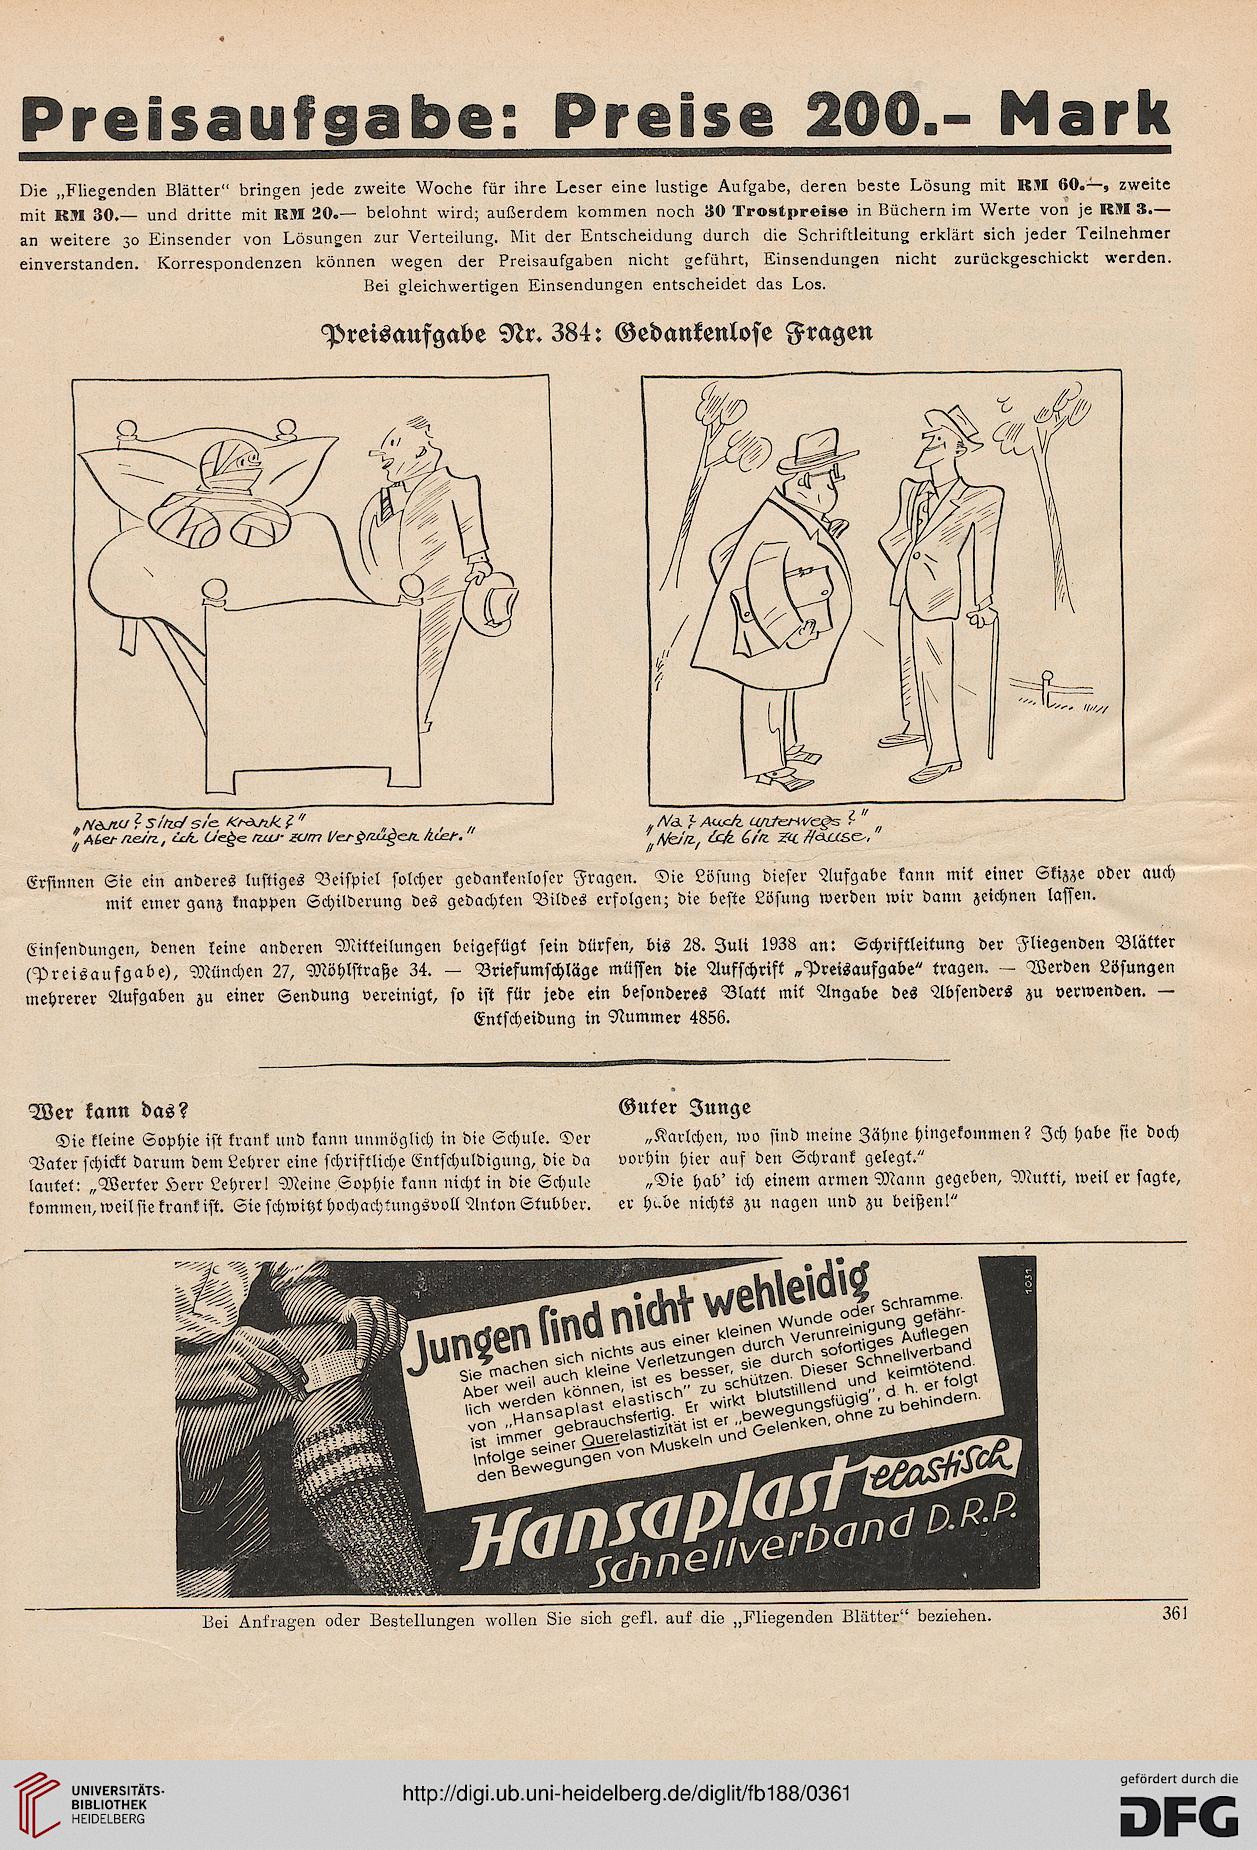 Preisaufgabe: Preise 200.- Mark
Die „Fliegenden Blätter“ bringen jede zweite Woche für ihre Leser eine lustige Aufgabe, deren beste Lösung mit RM 60.—, zweite
mit RM 30.— und dritte mit RM 20.— belohnt wird; außerdem kommen noch 30 Trostpreise in Büchern im Werte von je RM 3.—
an weitere 30 Einsender von Lösungen zur Verteilung. Mit der Entscheidung durch die Schriftleitung erklärt sich jeder Teilnehmer
einverstanden. Korrespondenzen können wegen der Preisaufgaben nicht geführt, Einsendungen nicht zurückgeschickt werden.
Bei gleichwertigen Einsendungen entscheidet das Los.
Preisaufgabe Nr. 384: Gedankenlose Fragen
„Nanu? Sind sie krank?“
„Aber nein, ich liege nur zum Vergnügen hier.“
„Na? Auch unterwegs?“
„Nein, ich bin zu Hause.“
Ersinnen Sie ein anderes lustiges Beispiel solcher gedankenloser Fragen. Die Lösung dieser Aufgabe kann mit einer Skizze oder auch
mit einer ganz knappen Schilderung des gedachten Bildes erfolgen; die beste Lösung werden wir dann zeichnen lassen.
Einsendungen, denen keine anderen Mitteilungen beigefügt sein dürfen, bis 28. Juli 1938 an: Schriftleitung der Fliegenden Blätter
(Preisaufgabe), München 27, Möhlstraße 34. — Briefumschläge müssen die Aufschrift „Preisaufgabe“ tragen. — Werden Lösungen
mehrerer Aufgaben zu einer Sendung vereinigt, so ist für jede ein besonderes Blatt mit Angabe des Absenders zu verwenden. —
Entscheidung in Nummer 4856.
Wer kann das?
Die kleine Sophie ist krank und kann unmöglich in die Schule. Der
Vater schickt darum dem Lehrer eine schriftliche Entschuldigung, die da
lautet: „Werter Herr Lehrer! Meine Sophie kann nicht in die Schule
kommen, weil sie krank ist. Sie schwitzt hochachtungsvoll Anton Stubber.
Guter Junge
„Karlchen, wo sind meine Zähne hingekommen? Ich habe sie doch
vorhin hier auf den Schrank gelegt.“
„Die hab' ich einem armen Mann gegeben, Mutti, weil er sagte,
er habe nichts zu nagen und zu beißen!“
Jungen sind nicht wehleidig
Sie machen sich nichts aus einer kleinen Wunde oder Schramme.
Aber weil auch kleine Verletzungen durch Verunreinigung gefähr-
lich werden können, ist es besser, sie durch sofortiges Auflegen
von „Hansaplast elastisch“ zu schützen. Dieser Schnellverband
ist immer gebrauchsfertig. Er wirkt blutstillend und keimtötend.
Infolge seiner Querelastizität ist er „bewegungsfügig“, d. h. er folgt
den Bewegungen von Muskeln und Gelenken, ohne zu behindern.
1031
Hansaplast elastisch
Schnellverband D.R.P.
Bei Anfragen oder Bestellungen wollen Sie sich gefl. auf die „Fliegenden Blätter“ beziehen.
361
UNIVERSITÄTS-
BIBLIOTHEK
HEIDELBERG
http://digi.ub.uni-heidelberg.de/diglit/fb188/0361
gefördert durch die
DFG